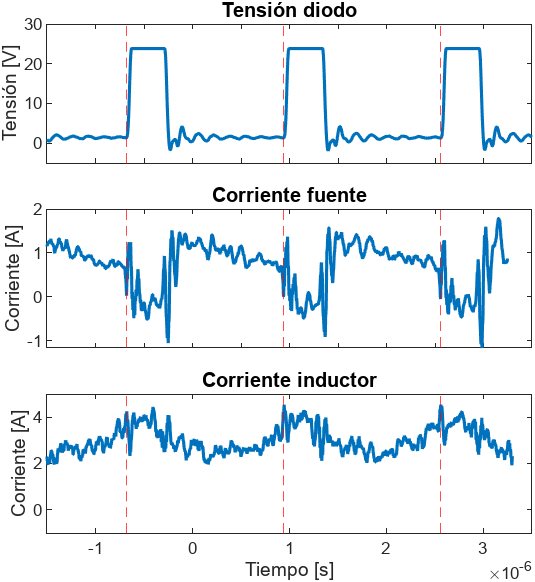 Tensión diodo
30
20
10
0
Tensión [V]
Corriente fuente
2
1
0
-1
Corriente [A]
Corriente inductor
4
2
0
Corriente [A]
-1 0 1 2 3
Tiempo [s]
×10-6